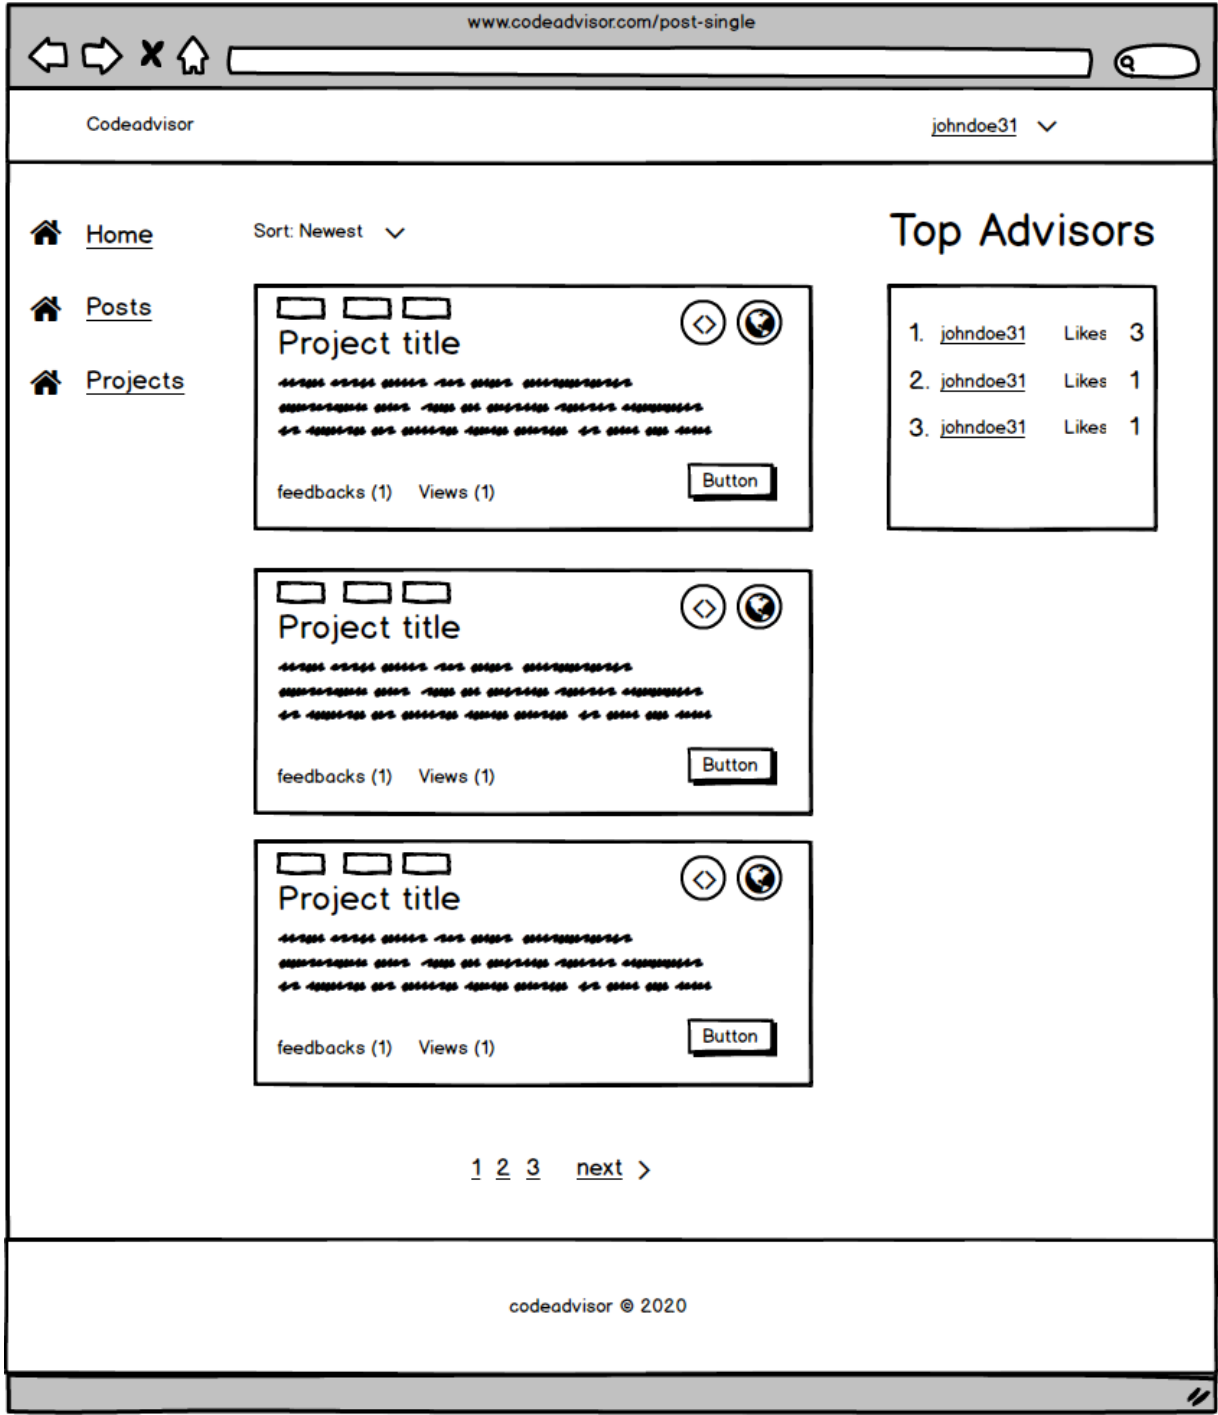 www.codeadvisor.com/post-single
Codeadvisor
johndoe31
Home
Posts
Projects
Sort: Newest
Project title
feedbacks (1) Views (1)
Button
Project title
feedbacks (1) Views (1)
Button
Project title
feedbacks (1) Views (1)
Button
1 2 3 next >
Top Advisors
1. johndoe31 Likes 3
2. johndoe31 Likes 1
3. johndoe31 Likes 1
codeadvisor © 2020